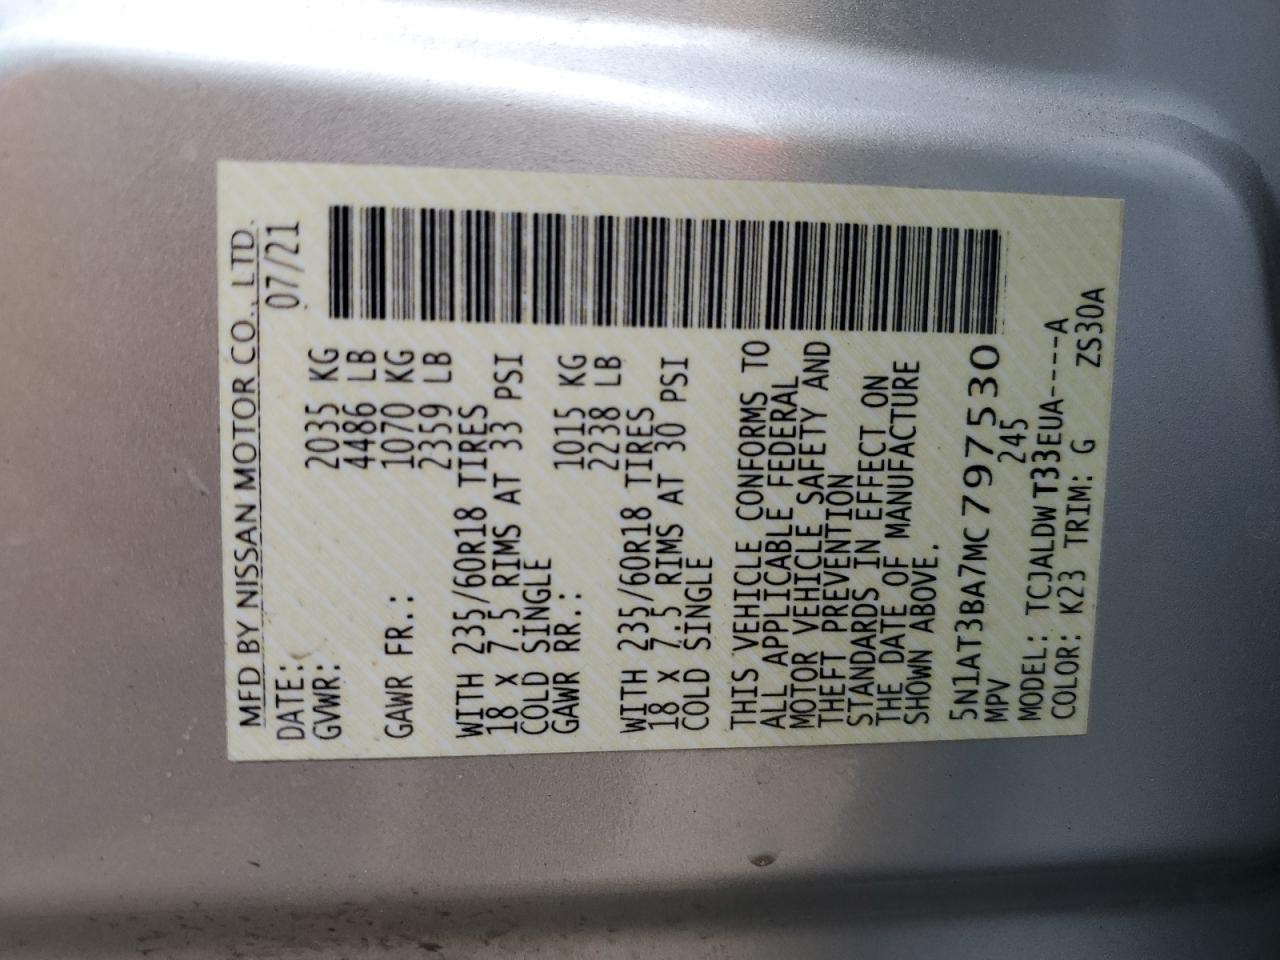 MFD BY NISSAN MOTOR CO., LTD.
DATE: 07/21
GVWR: 2035 KG
4486 LB
GAWR FR.: 1070 KG
2359 LB
WITH 235/60R18 TIRES
18 X 7.5 RIMS AT 33 PSI
COLD SINGLE
GAWR RR.: 1015 KG
2238 LB
WITH 235/60R18 TIRES
18 X 7.5 RIMS AT 30 PSI
COLD SINGLE
THIS VEHICLE CONFORMS TO
ALL APPLICABLE FEDERAL
MOTOR VEHICLE SAFETY AND
THEFT PREVENTION
STANDARDS IN EFFECT ON
THE DATE OF MANUFACTURE
SHOWN ABOVE.
5N1AT3BA7MC797530
MPV 245
MODEL: TCJALDWT33EUA----A
COLOR: K23 TRIM: G ZS30A